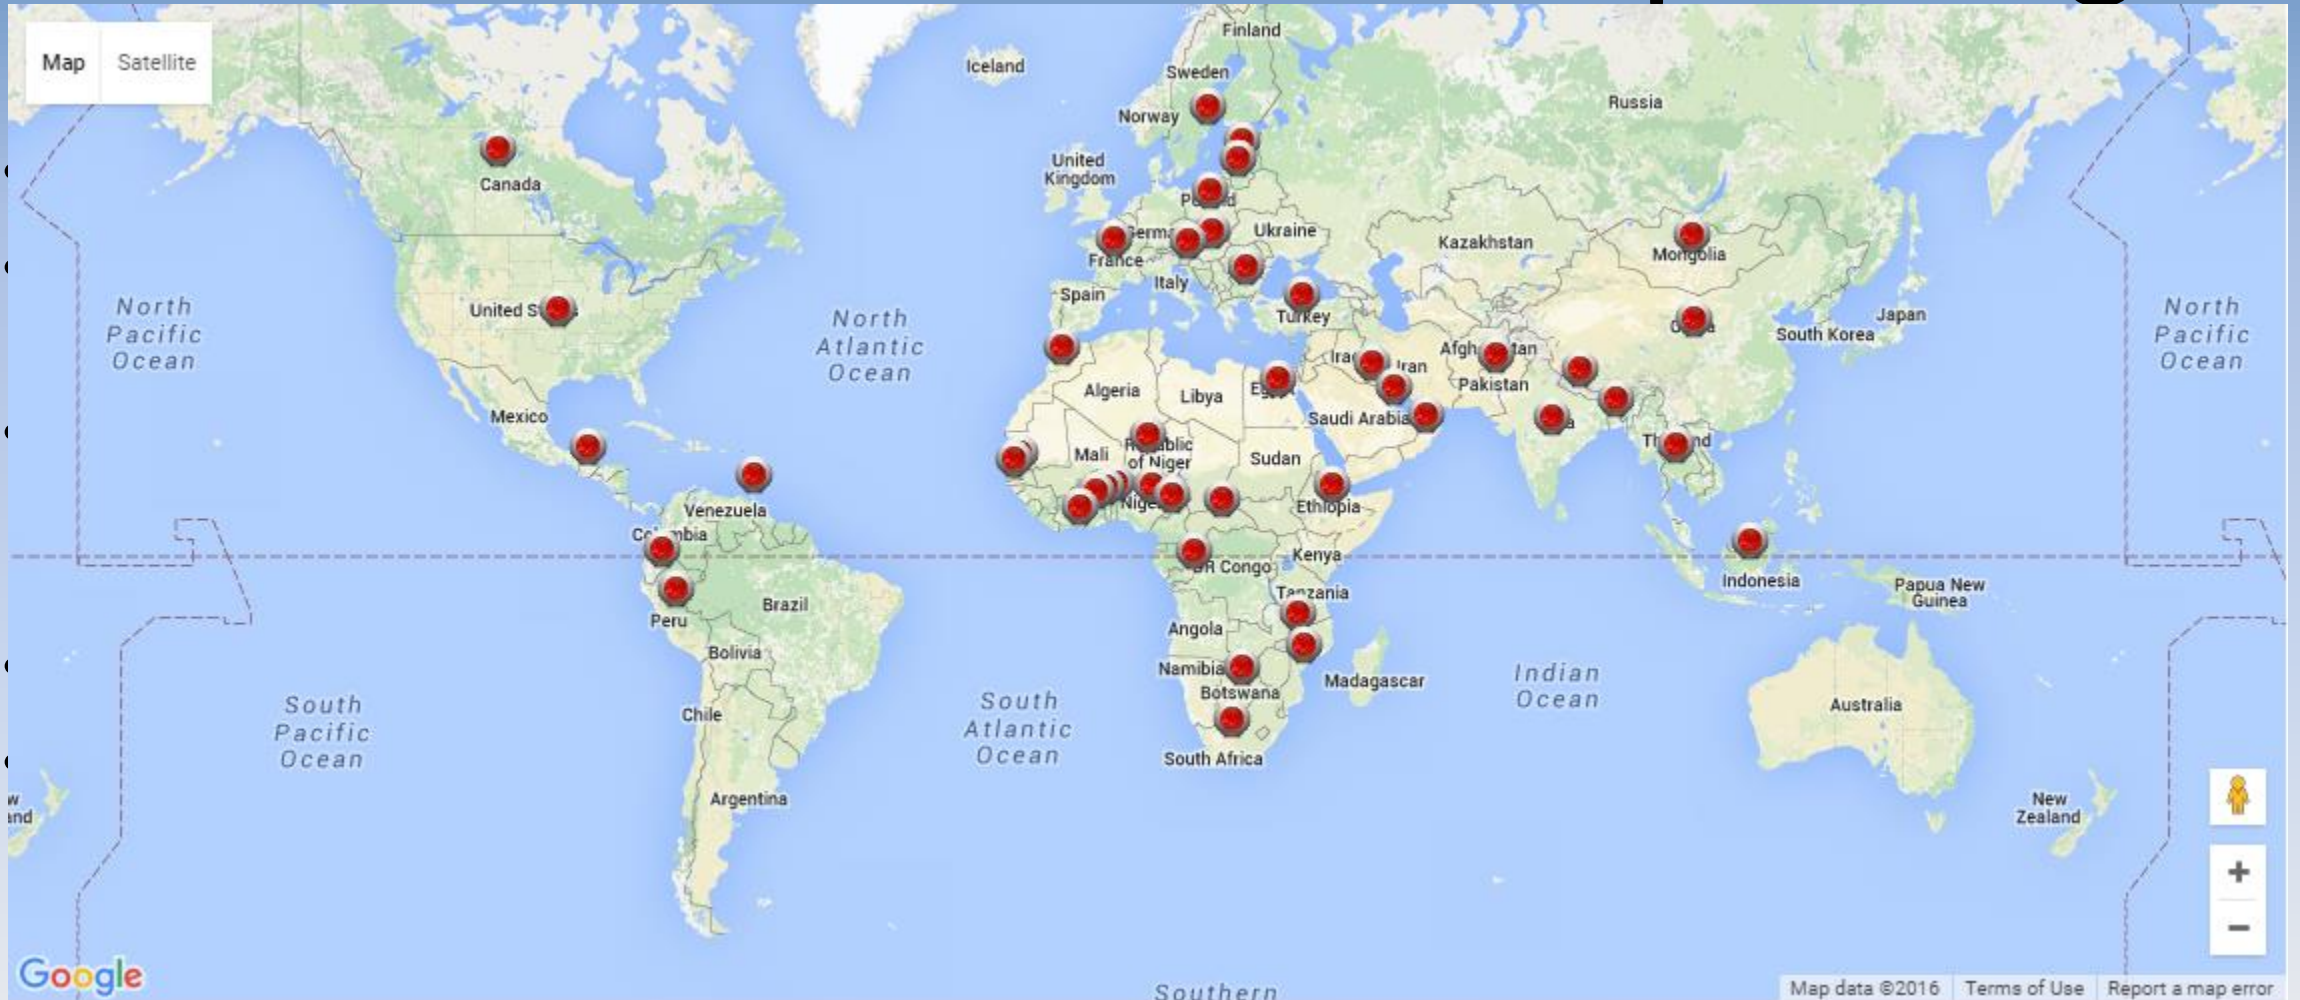 Map Satellite
Finland
Iceland
Sweden
Norway
Russia
United
Kingdom
Canada
Ukraine
Kazakhstan
Mongolia
France
Italy
Spain
Turkey
North
Pacific
Ocean
United
North
Atlantic
Ocean
Japan
South Korea
North
Pacific
Ocean
Iran
Pakistan
Algeria
Libya
Mexico
Saudi Arabia
Mali
of Niger
Sudan
Venezuela
Ethiopia
Kenya
DR Congo
Indonesia
Papua New
Guinea
Tanzania
Brazil
Peru
Angola
Bolivia
Namibia
Botswana
Madagascar
Indian
Ocean
South
Pacific
Ocean
South
Atlantic
Ocean
Chile
Australia
South Africa
Argentina
New
Zealand
+
−
Google
Southern
Map data ©2016 Terms of Use Report a map error